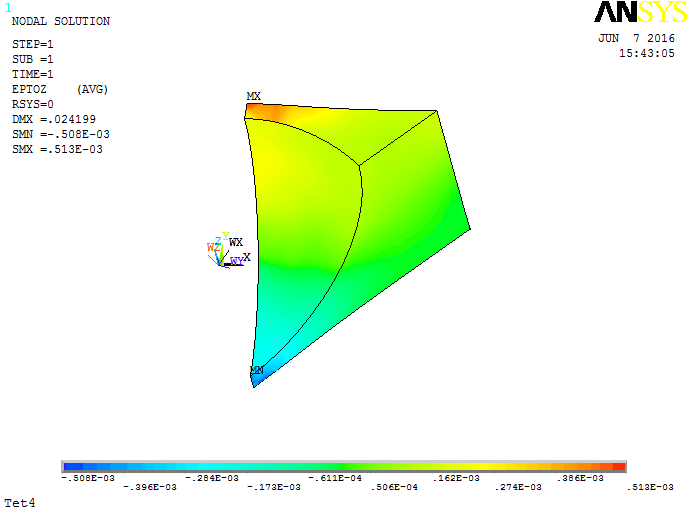 1
NODAL SOLUTION
STEP=1
SUB =1
TIME=1
EPTOZ (AVG)
RSYS=0
DMX =.024199
SMN =-.508E-03
SMX =.513E-03
ANSYS
JUN 7 2016
15:43:05
MX
Y
Z
WX
WZ
WY
X
MN
-.508E-03 -.284E-03 -.611E-04 .162E-03 .386E-03
-.396E-03 -.173E-03 .506E-04 .274E-03 .513E-03
Tet4